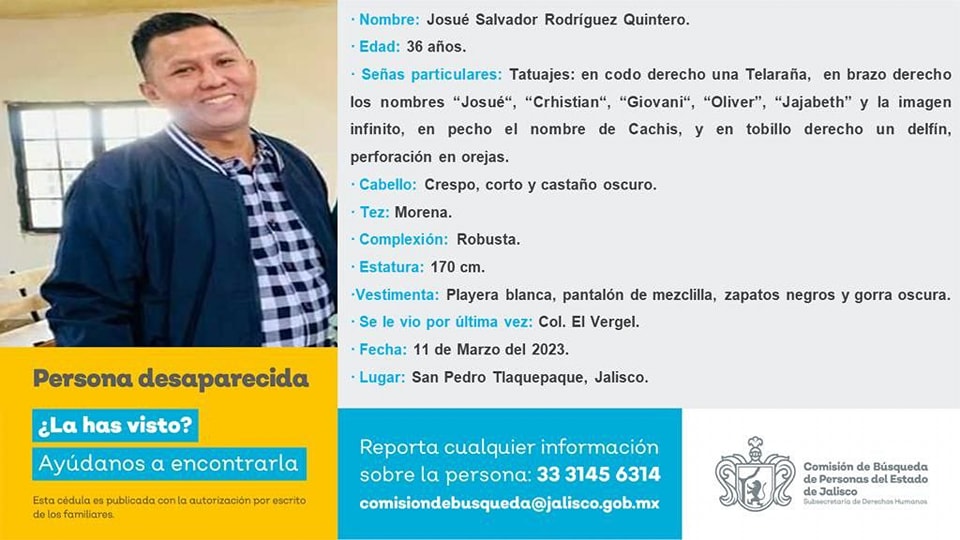 · Nombre: Josué Salvador Rodríguez Quintero.
· Edad: 36 años.
· Señas particulares: Tatuajes: en codo derecho una Telaraña, en brazo derecho
los nombres “Josué“, “Crhistian“, “Giovani“, “Oliver”, “Jajabeth” y la imagen
infinito, en pecho el nombre de Cachis, y en tobillo derecho un delfín,
perforación en orejas.
· Cabello: Crespo, corto y castaño oscuro.
· Tez: Morena.
· Complexión: Robusta.
· Estatura: 170 cm.
·Vestimenta: Playera blanca, pantalón de mezclilla, zapatos negros y gorra oscura.
· Se le vio por última vez: Col. El Vergel.
· Fecha: 11 de Marzo del 2023.
· Lugar: San Pedro Tlaquepaque, Jalisco.
Persona desaparecida
¿La has visto?
Ayúdanos a encontrarla
Esta cédula es publicada con la autorización por escrito
de los familiares.
Reporta cualquier información
sobre la persona: 33 3145 6314
comisiondebusqueda@jalisco.gob.mx
Comisión de Búsqueda
de Personas del Estado
de Jalisco
Subsecretaría de Derechos Humanos